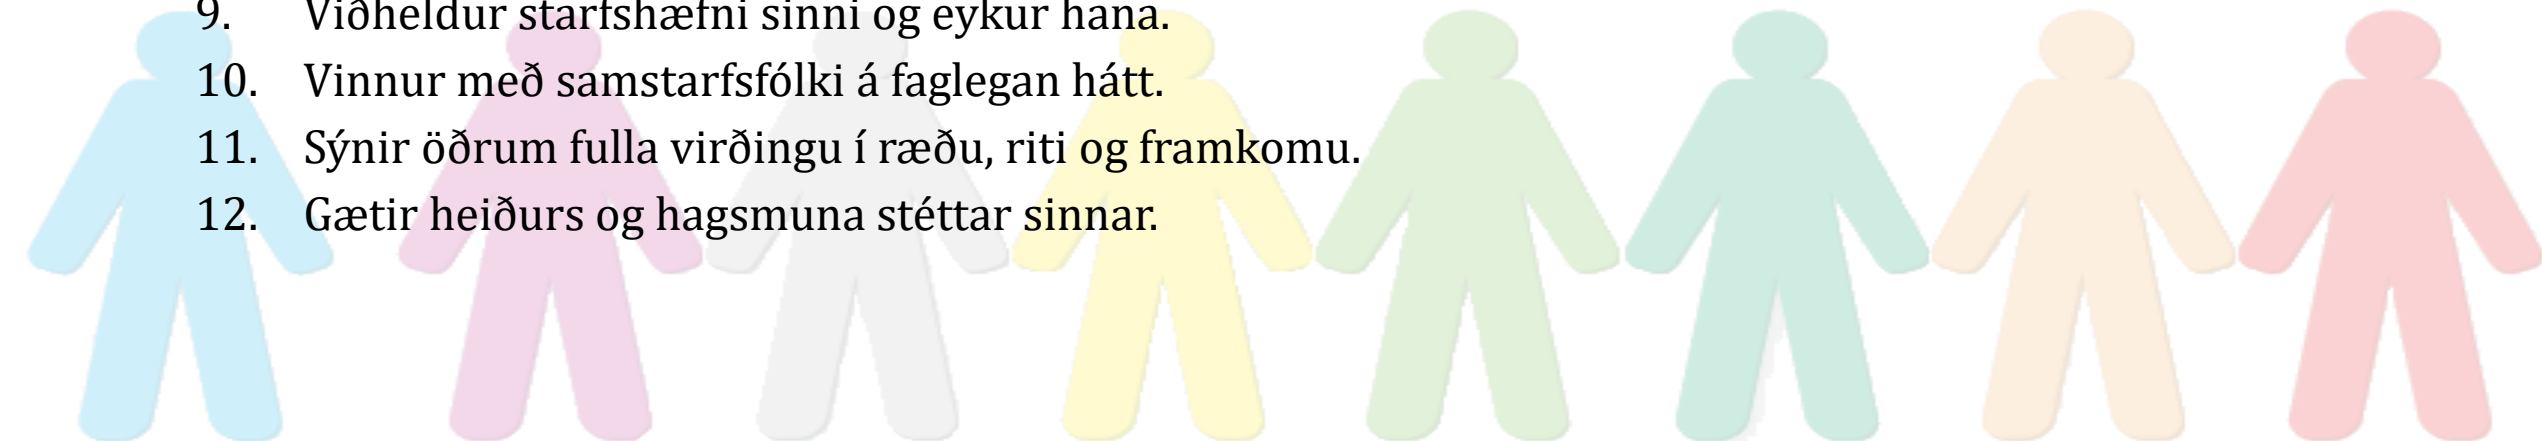 9. Viðheldur starfshæfni sinni og eykur hana.
10. Vinnur með samstarfsfólki á faglegan hátt.
11. Sýnir öðrum fulla virðingu í ræðu, riti og framkomu.
12. Gætir heiðurs og hagsmuna stéttar sinnar.